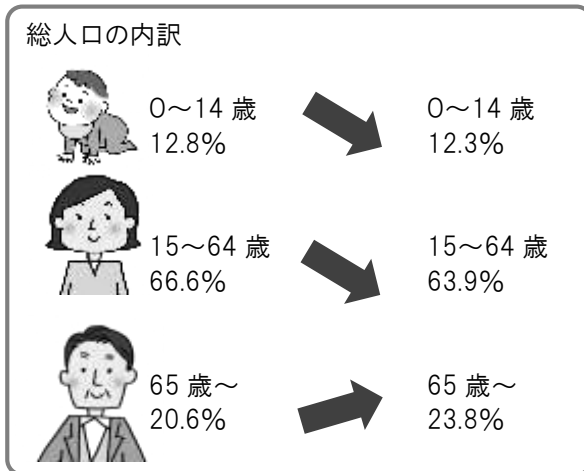 総人口の内訳
0～14 歳
12.8%
0～14 歳
12.3%
15～64 歳
66.6%
15～64 歳
63.9%
65 歳～
20.6%
65 歳～
23.8%